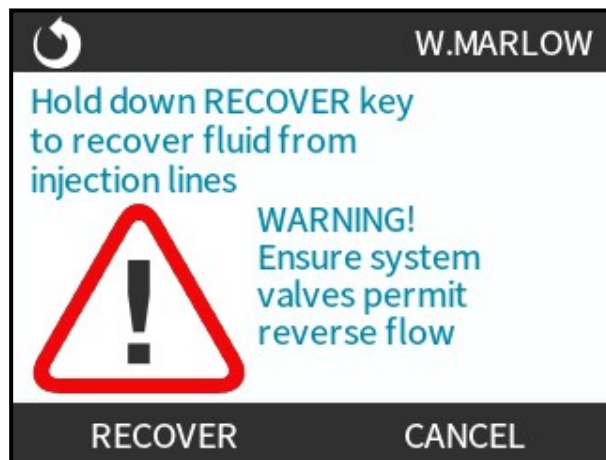 W.MARLOW
Hold down RECOVER key
to recover fluid from
injection lines
WARNING!
Ensure system
valves permit
reverse flow
RECOVER CANCEL